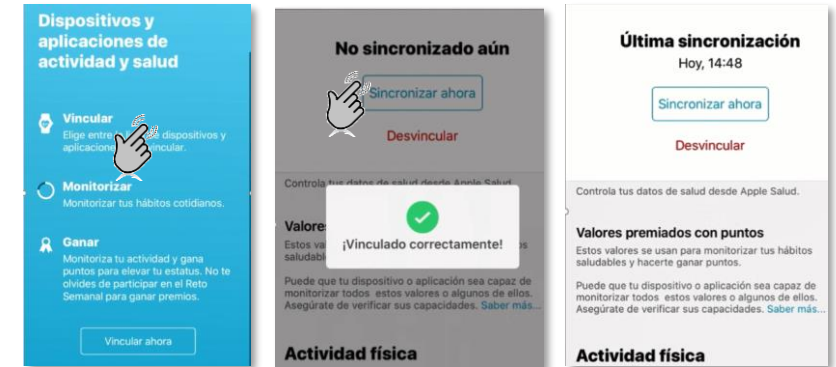 Dispositivos y
aplicaciones de
actividad y salud
Vincular
Elige entre dispositivos y
aplicaciones vincular.
Monitorizar
Monitorizar tus hábitos cotidianos.
Ganar
Monitoriza tu actividad y gana
puntos para elevar tu estatus. No te
olvides de participar en el Reto
Semanal para ganar premios.
Vincular ahora
No sincronizado aún
Sincronizar ahora
Desvincular
Controla tus datos de salud desde Apple Salud.
Valores
Estos
saludabl
¡Vinculado correctamente!
Puede que tu dispositivo o aplicación sea capaz de
monitorizar todos estos valores o algunos de ellos.
Asegúrate de verificar sus capacidades. Saber más...
Actividad física
Última sincronización
Hoy, 14:48
Sincronizar ahora
Desvincular
Controla tus datos de salud desde Apple Salud.
Valores premiados con puntos
Estos valores se usan para monitorizar tus hábitos
saludables y hacerte ganar puntos.
Puede que tu dispositivo o aplicación sea capaz de
monitorizar todos estos valores o algunos de ellos.
Asegúrate de verificar sus capacidades. Saber más...
Actividad física